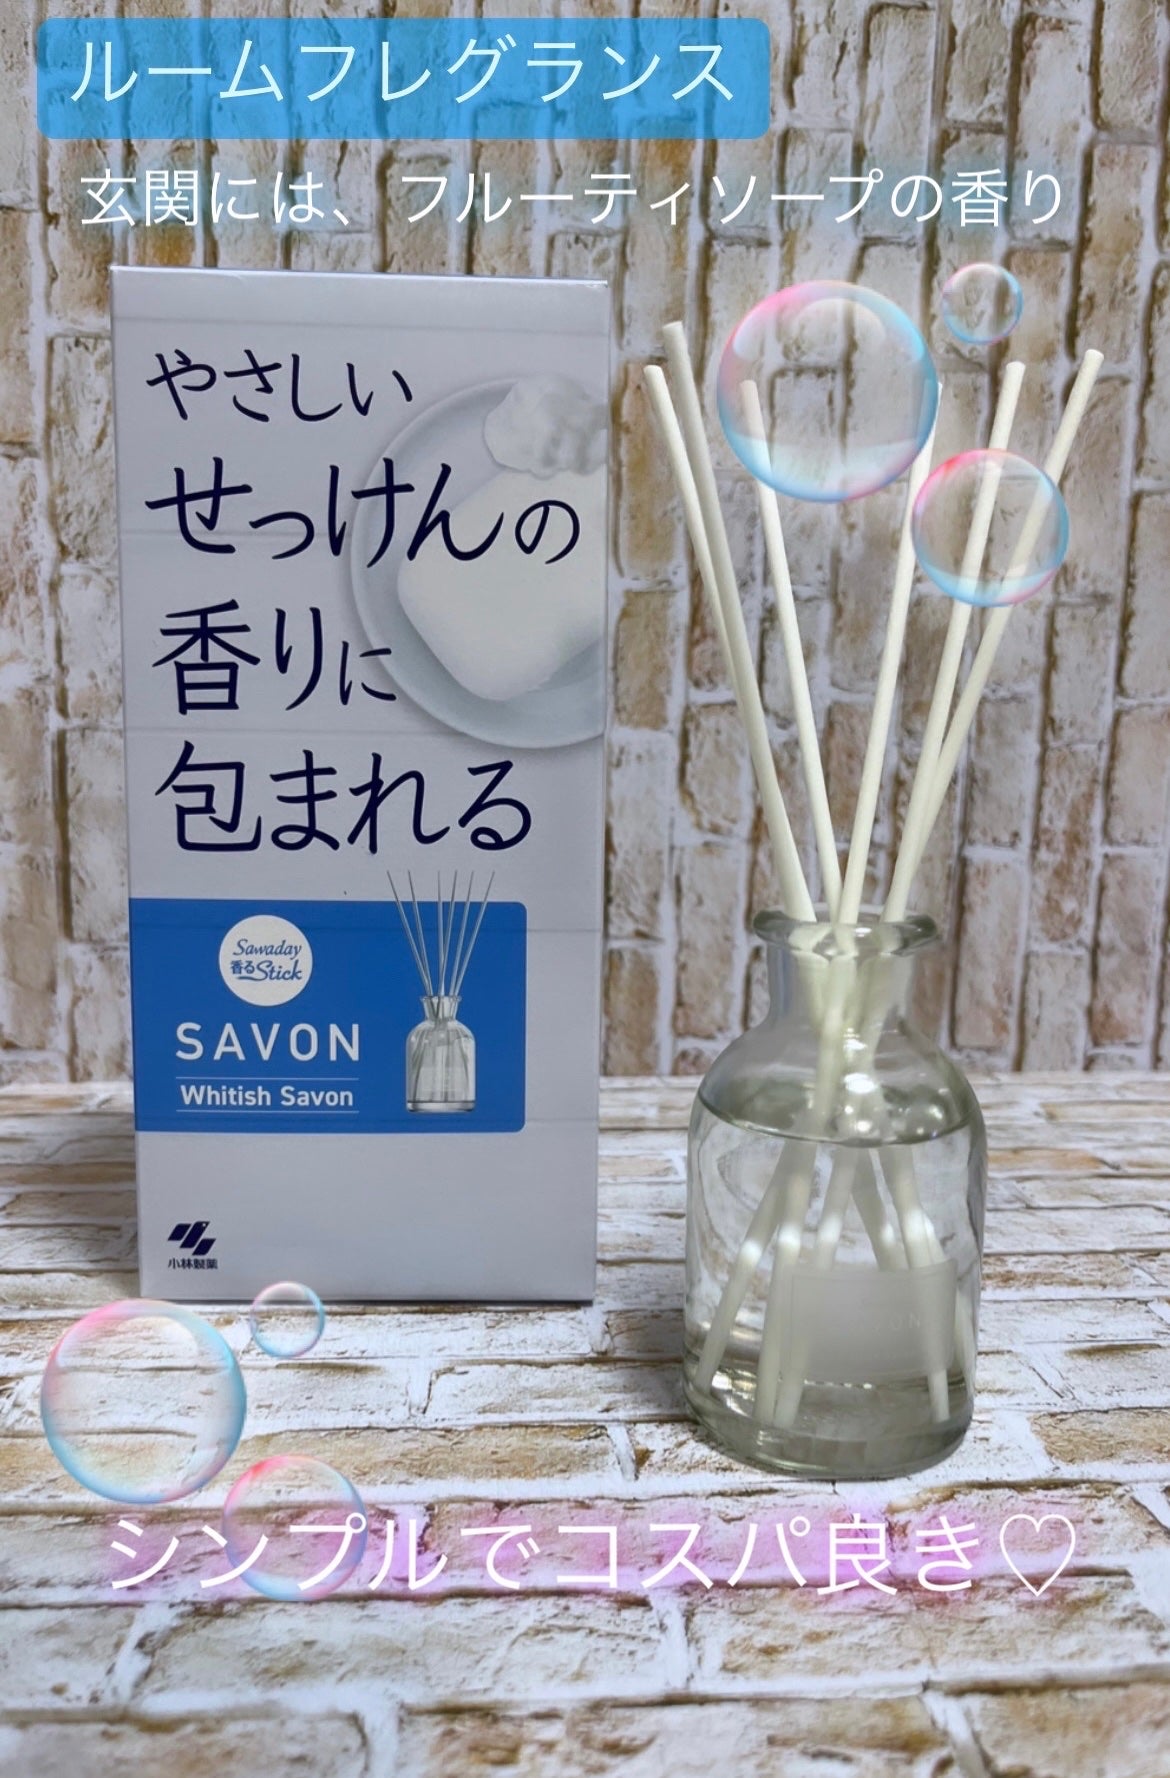 ルームフレグランス
玄関には、フルーティソープの香り
やさしい
せっけんの
香りに
包まれる
Sawaday
香るStick
SAVON
Whitish Savon
小林製薬
シンプルでコスパ良き♡